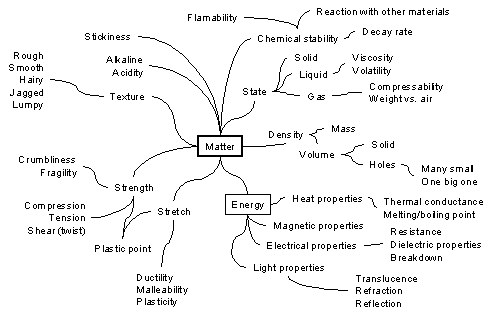 Flamability
Reaction with other materials
Chemical stability
Decay rate
Stickiness
Alkaline
Acidity
Rough
Smooth
Hairy
Jagged
Lumpy
Texture
State
Solid
Liquid
Gas
Viscosity
Volatility
Compressability
Weight vs. air
Matter
Density
Mass
Volume
Solid
Holes
Many small
One big one
Crumbliness
Fragility
Strength
Compression
Tension
Shear (twist)
Stretch
Plastic point
Ductility
Malleability
Plasticity
Energy
Heat properties
Thermal conductance
Melting/boiling point
Magnetic properties
Electrical properties
Resistance
Dielectric properties
Breakdown
Light properties
Translucence
Refraction
Reflection